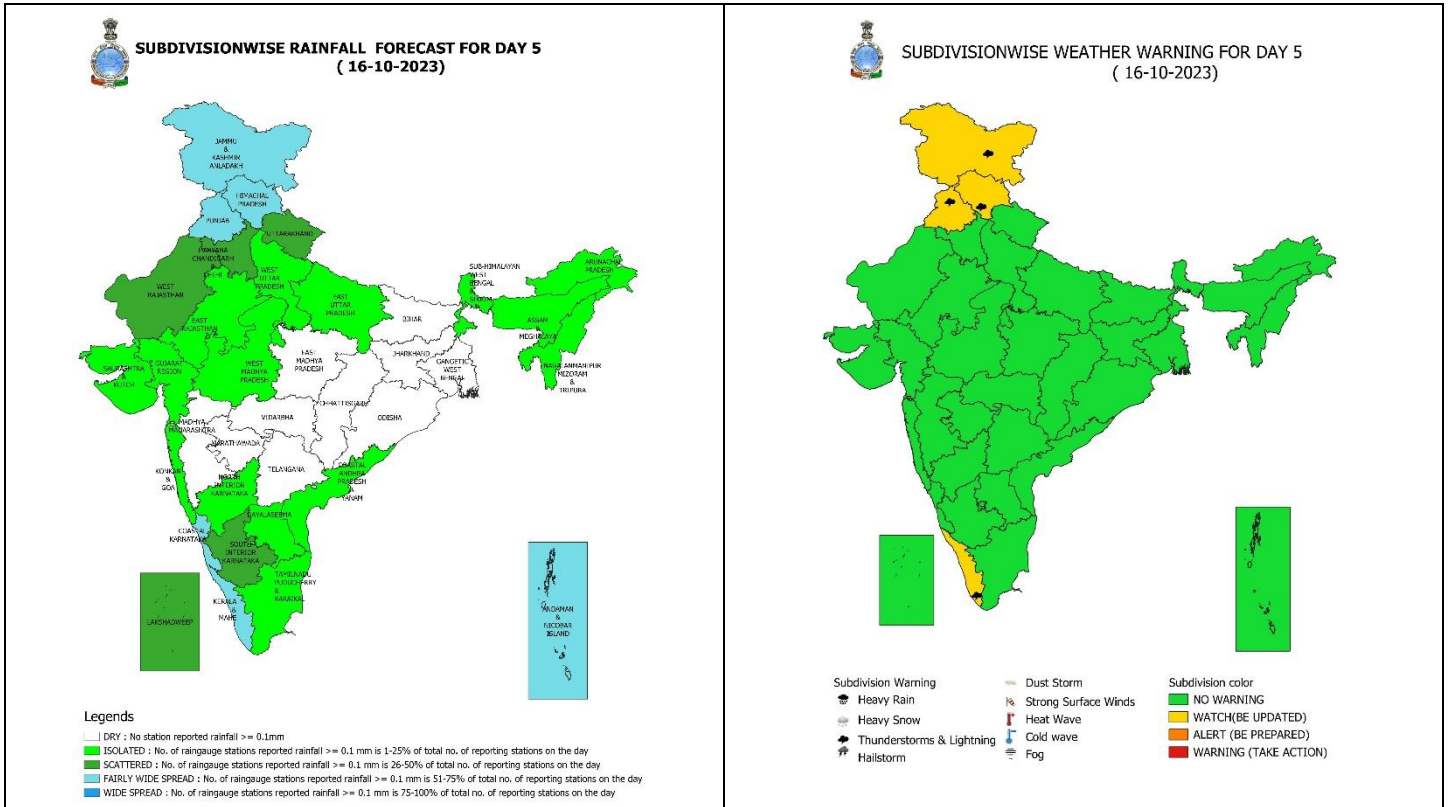 SUBDIVISIONWISE RAINFALL FORECAST FOR DAY 5
( 16-10-2023)
JAMMU
&
KASHMIR
ANLADAKH
HIMACHAL
PRADESH
PUNJAB
UTTARAKHAND
HARYANA
CHANDIGARH
&
DELHI
WEST
UTTAR
PRADESH
WEST
RAJASTHAN
EAST
RAJASTHAN
EAST
UTTAR
PRADESH
SUB-HIMALAYAN
WEST
BENGAL
&
SIKKIM
ARUNACHAL
PRADESH
ASSAM
&
MEGHALAYA
NAGALANMANIPUR
MIZORAM
&
TRIPURA
BIHAR
JHARKHAND
GANGETIC
WEST
BENGAL
EAST
MADHYA
PRADESH
WEST
MADHYA
PRADESH
GUJARAT
REGION
SAURASHTRA
&
KUTCH
CHHATTISGARH
ODISHA
VIDARBHA
MADHYA
MAHARASHTRA
MARATHAWADA
TELANGANA
KONKAN
&
GOA
NORTH
INTERIOR
KARNATAKA
COASTAL
ANDHRA
PRADESH
&
YANAM
RAYALASEEMA
COASTAL
KARNATAKA
SOUTH
INTERIOR
KARNATAKA
TAMILNADU
PUDUCHERRY
&
KARAIKAL
KERALA
&
MAHE
LAKSHADWEEP
ANDAMAN
&
NICOBAR
ISLAND
Legends
DRY : No station reported rainfall >= 0.1mm
ISOLATED : No. of raingauge stations reported rainfall >= 0.1 mm is 1-25% of total no. of reporting stations on the day
SCATTERED : No. of raingauge stations reported rainfall >= 0.1 mm is 26-50% of total no. of reporting stations on the day
FAIRLY WIDE SPREAD : No. of raingauge stations reported rainfall >= 0.1 mm is 51-75% of total no. of reporting stations on the day
WIDE SPREAD : No. of raingauge stations reported rainfall >= 0.1 mm is 75-100% of total no. of reporting stations on the day
SUBDIVISIONWISE WEATHER WARNING FOR DAY 5
( 16-10-2023)
Subdivision Warning
Heavy Rain
Heavy Snow
Thunderstorms & Lightning
Hailstorm
Dust Storm
Strong Surface Winds
Heat Wave
Cold wave
Fog
Subdivision color
NO WARNING
WATCH(BE UPDATED)
ALERT (BE PREPARED)
WARNING (TAKE ACTION)